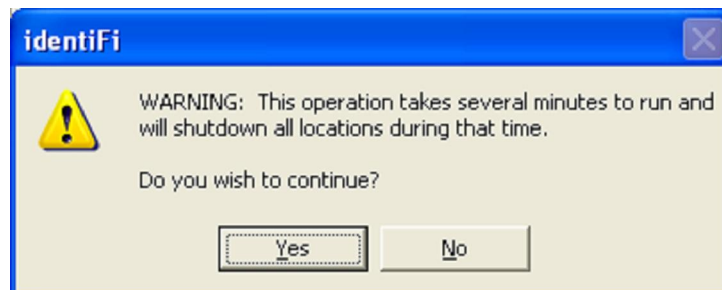 identiFi
WARNING:  This operation takes several minutes to run and
will shutdown all locations during that time.
Do you wish to continue?
Yes
No